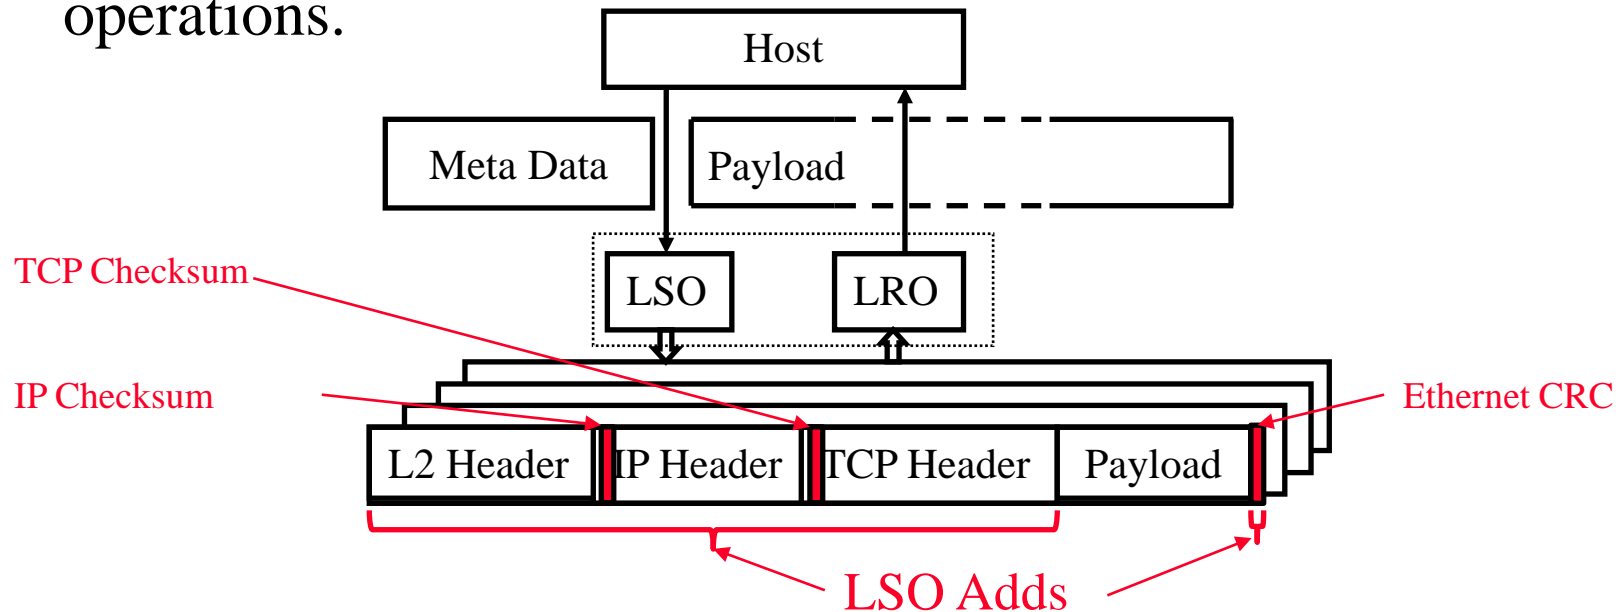 operations.
Host
Meta Data
Payload
TCP Checksum
LSO
LRO
IP Checksum
Ethernet CRC
L2 Header
IP Header
TCP Header
Payload
LSO Adds